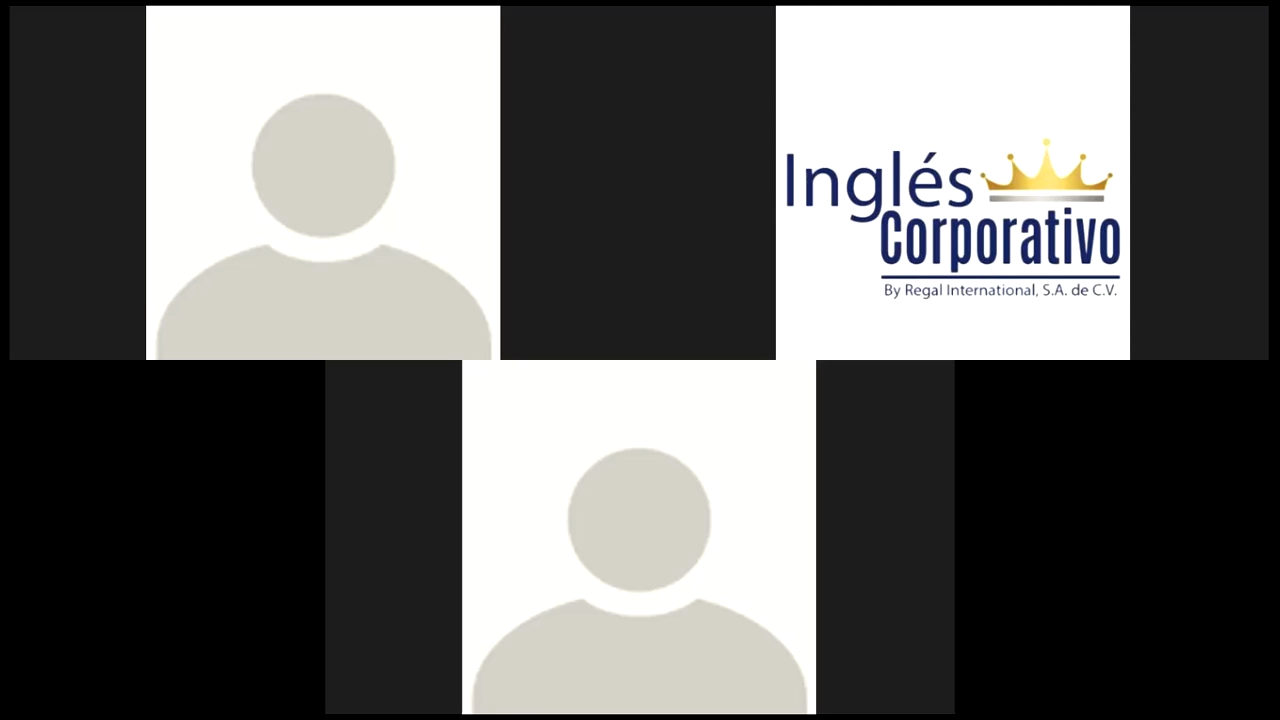 Inglés
Corporativo
By Regal International, S.A. de C.V.